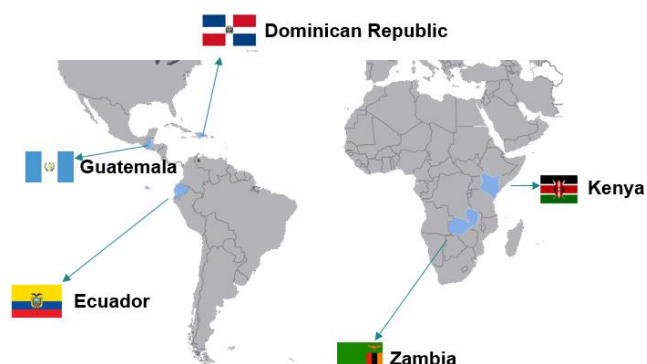 Dominican Republic
Guatemala
Kenya
Ecuador
Zambia